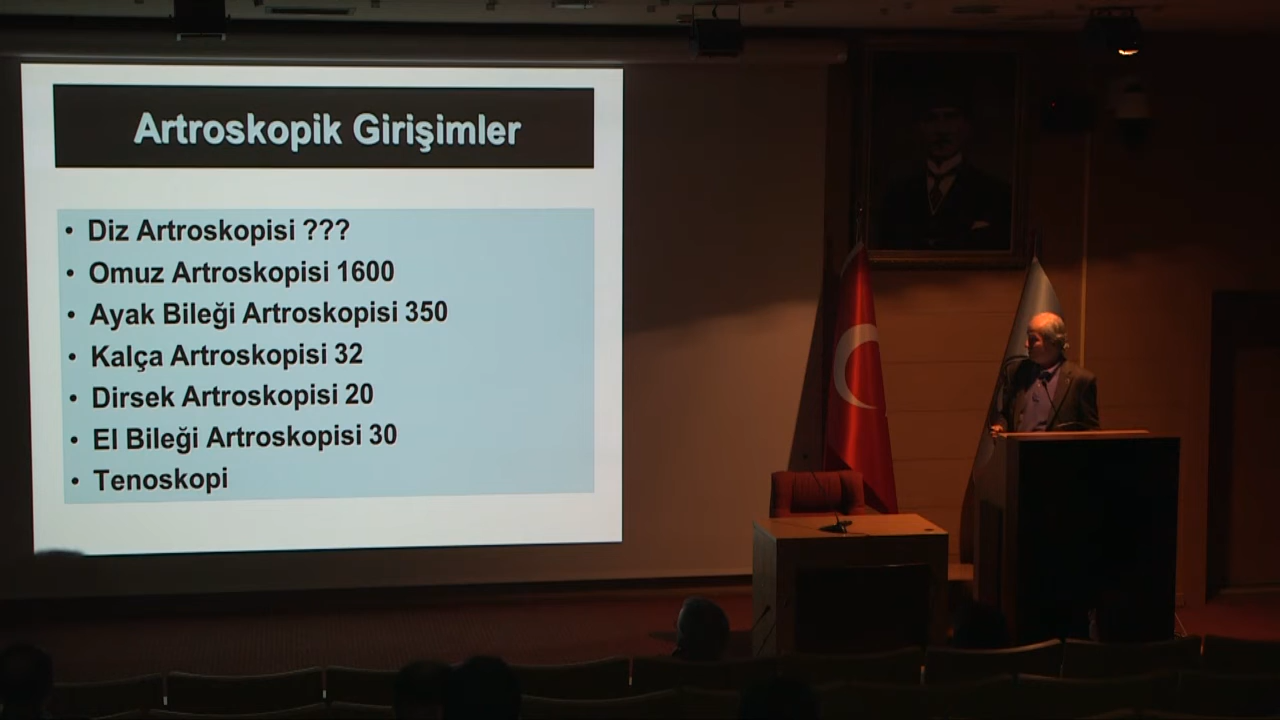 Artroskopik Girişimler
• Diz Artroskopisi ???
• Omuz Artroskopisi 1600
• Ayak Bileği Artroskopisi 350
• Kalça Artroskopisi 32
• Dirsek Artroskopisi 20
• El Bileği Artroskopisi 30
• Tenoskopi